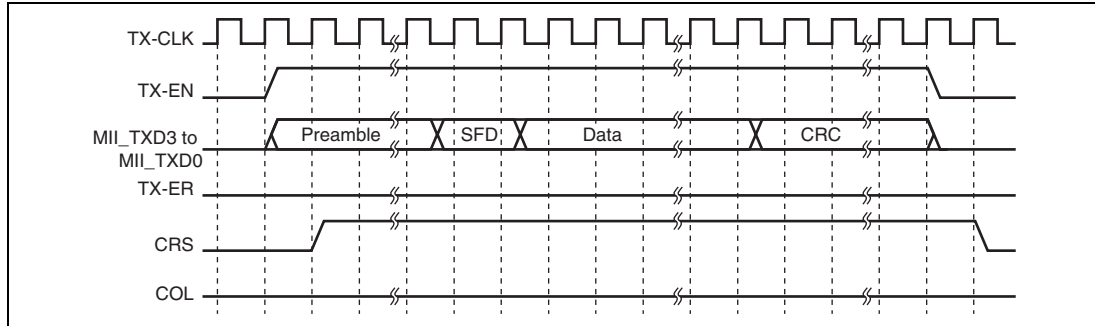 TX-CLK
TX-EN
MII_TXD3 to
MII_TXD0
Preamble
SFD
Data
CRC
TX-ER
CRS
COL